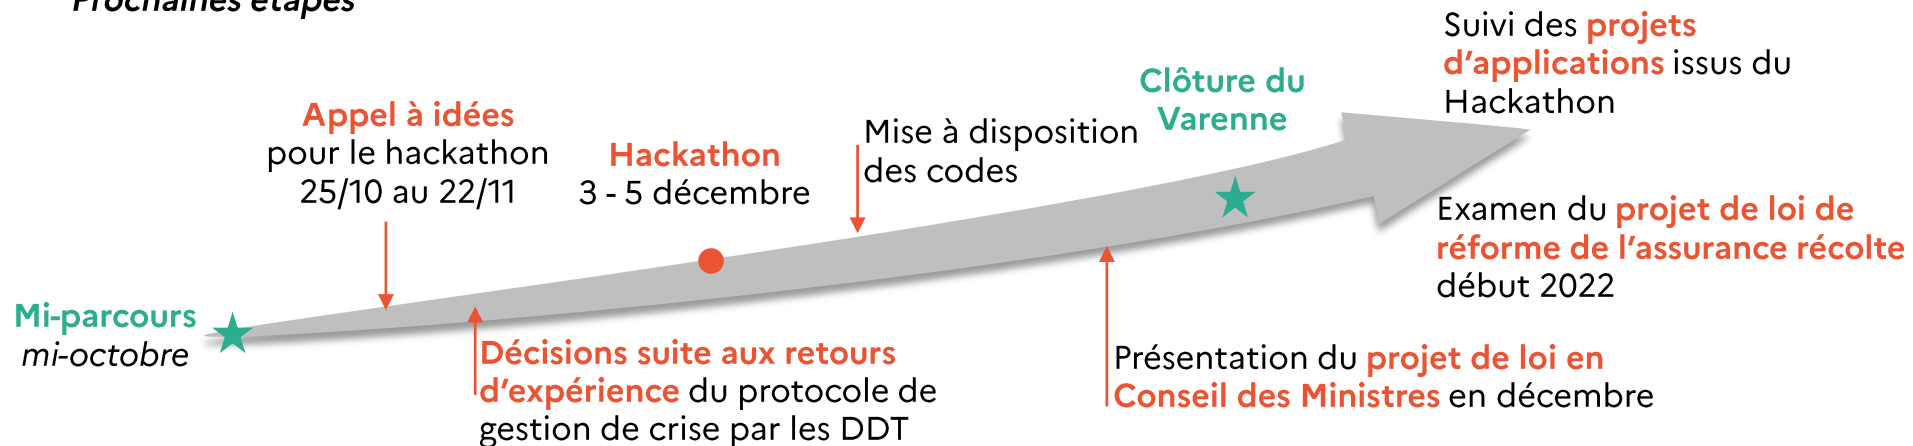 Prochaines étapes
Suivi des projets
d’applications issus du
Hackathon
Clôture du
Varenne
Appel à idées
pour le hackathon
25/10 au 22/11
Hackathon
3 - 5 décembre
Mise à disposition
des codes
Examen du projet de loi de
réforme de l’assurance récolte
début 2022
Mi-parcours
mi-octobre
Décisions suite aux retours
d’expérience du protocole de
gestion de crise par les DDT
Présentation du projet de loi en
Conseil des Ministres en décembre